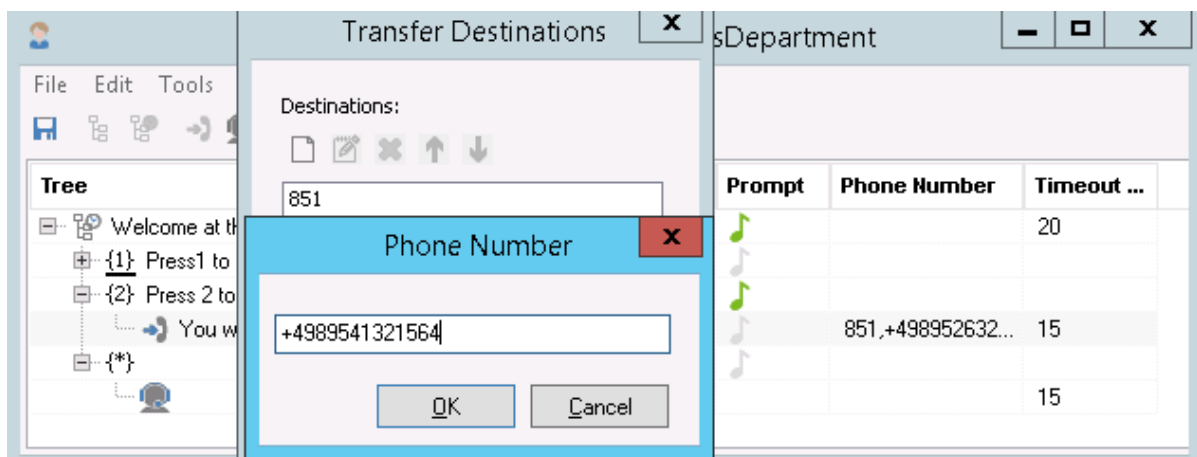 Transfer Destinations
x
sDepartment
x
File Edit Tools
Destinations:
851
Tree
Prompt
Phone Number
Timeout ...
Welcome at th
20
{1} Press1 to
{2} Press 2 to
You w
851,+498952632...
15
{*}
15
Phone Number
x
+4989541321564
OK
Cancel